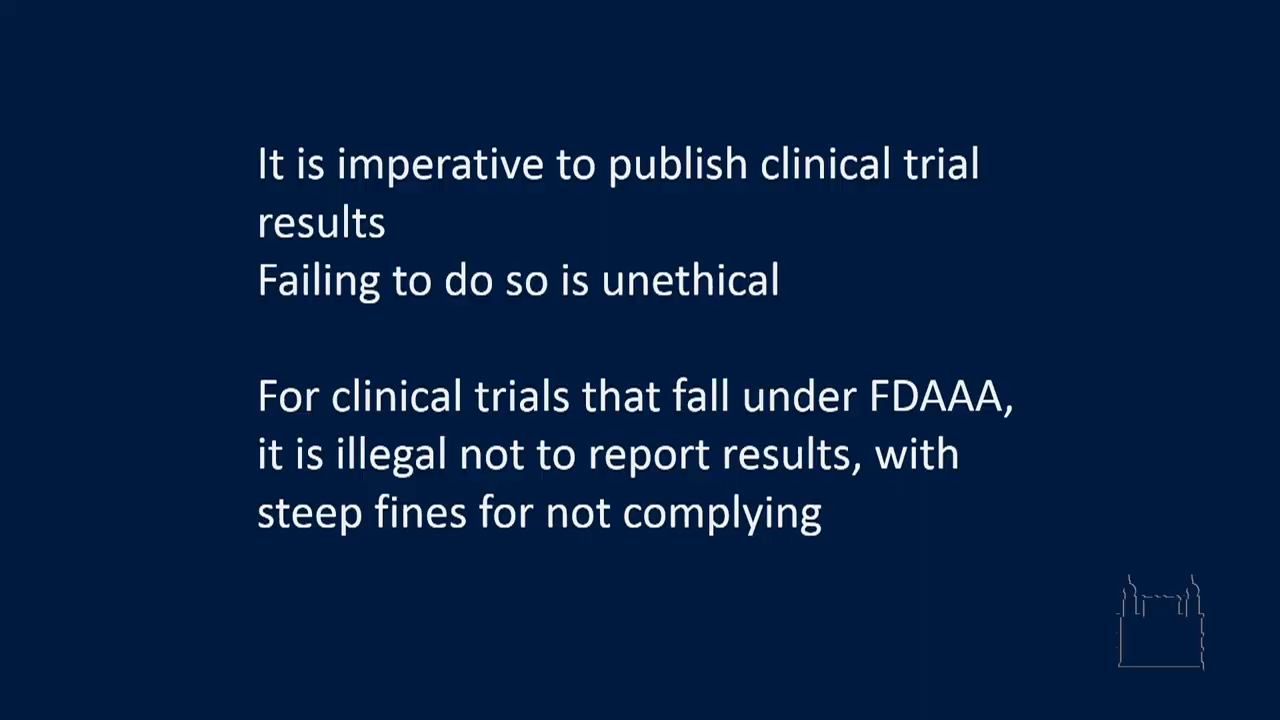 It is imperative to publish clinical trial
results
Failing to do so is unethical
For clinical trials that fall under FDAAA,
it is illegal not to report results, with
steep fines for not complying